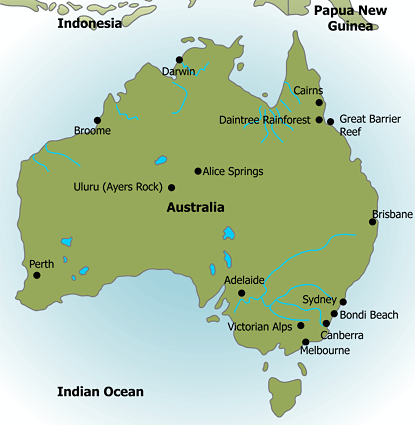 Indonesia
Papua New
Guinea
Darwin
Cairns
Daintree Rainforest
Great Barrier
Reef
Broome
Alice Springs
Uluru (Ayers Rock)
Australia
Brisbane
Perth
Adelaide
Sydney
Bondi Beach
Victorian Alps
Canberra
Melbourne
Indian Ocean